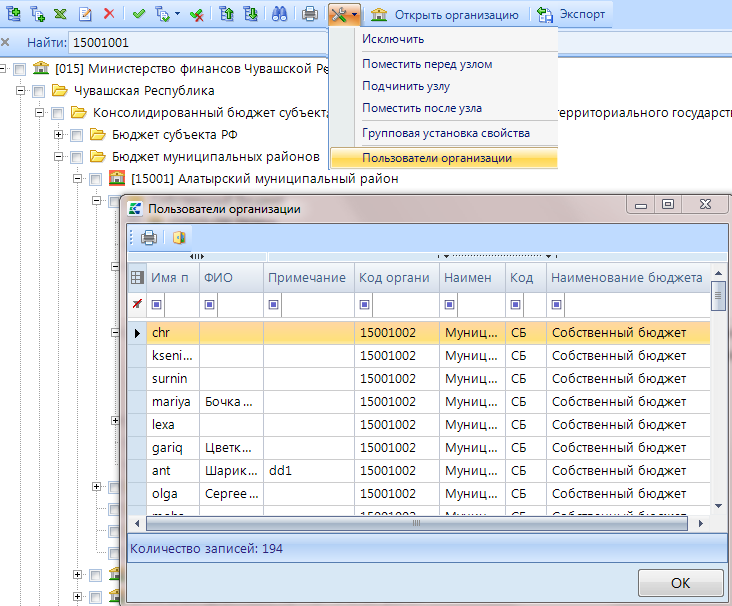 Открыть организацию Экспорт
Найти: 15001001
Исключить
Поместить перед узлом
Подчинить узлу
Поместить после узла
Групповая установка свойства
Пользователи организации
[015] Министерство финансов Чувашской Ре
Чувашская Республика
Консолидированный бюджет субъект ерриториального государст
Бюджет субъекта РФ
Бюджет муниципальных районов
[15001] Алатырский муниципальный район
Пользователи организации
Имя п ФИО Примечание Код органи Наимен Код Наименование бюджета
chr 15001002 Муниц... СБ Собственный бюджет
kseni... 15001002 Муниц... СБ Собственный бюджет
surnin 15001002 Муниц... СБ Собственный бюджет
mariya Бочка... 15001002 Муниц... СБ Собственный бюджет
lexa 15001002 Муниц... СБ Собственный бюджет
gariq Цветк... 15001002 Муниц... СБ Собственный бюджет
ant Шарик... dd1 15001002 Муниц... СБ Собственный бюджет
olga Сергее... 15001002 Муниц... СБ Собственный бюджет
Количество записей: 194
OK